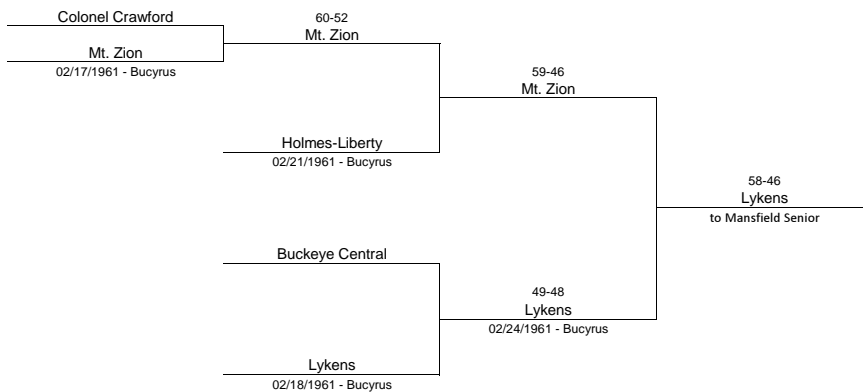 Colonel Crawford
60-52
Mt. Zion
Mt. Zion
02/17/1961 - Bucyrus
59-46
Mt. Zion
Holmes-Liberty
02/21/1961 - Bucyrus
58-46
Lykens
to Mansfield Senior
Buckeye Central
49-48
Lykens
02/24/1961 - Bucyrus
Lykens
02/18/1961 - Bucyrus